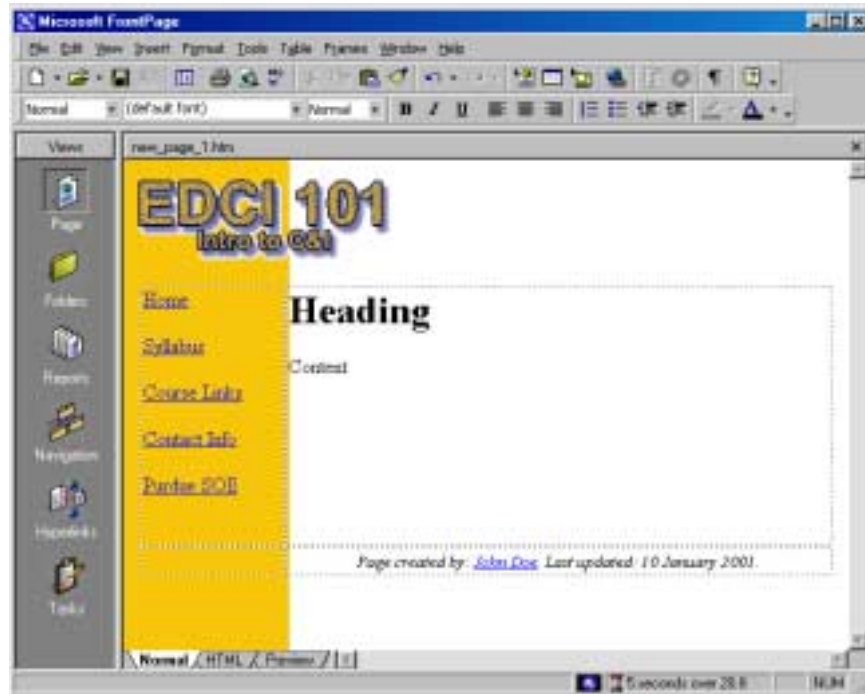 Microsoft FrontPage
File Edit View Insert Format Tools Table Frames Window Help
Normal (default font) Normal B I U A
Views new_page_1.htm
EDCI 101
Intro to C&I
Page
Folders
Reports
Navigation
Hyperlinks
Tasks
Home
Syllabus
Course Links
Contact Info
Purdue SOE
Heading
Content
Page created by: John Doe. Last updated: 10 January 2001.
Normal HTML Preview
5 seconds over 28.8 NUM